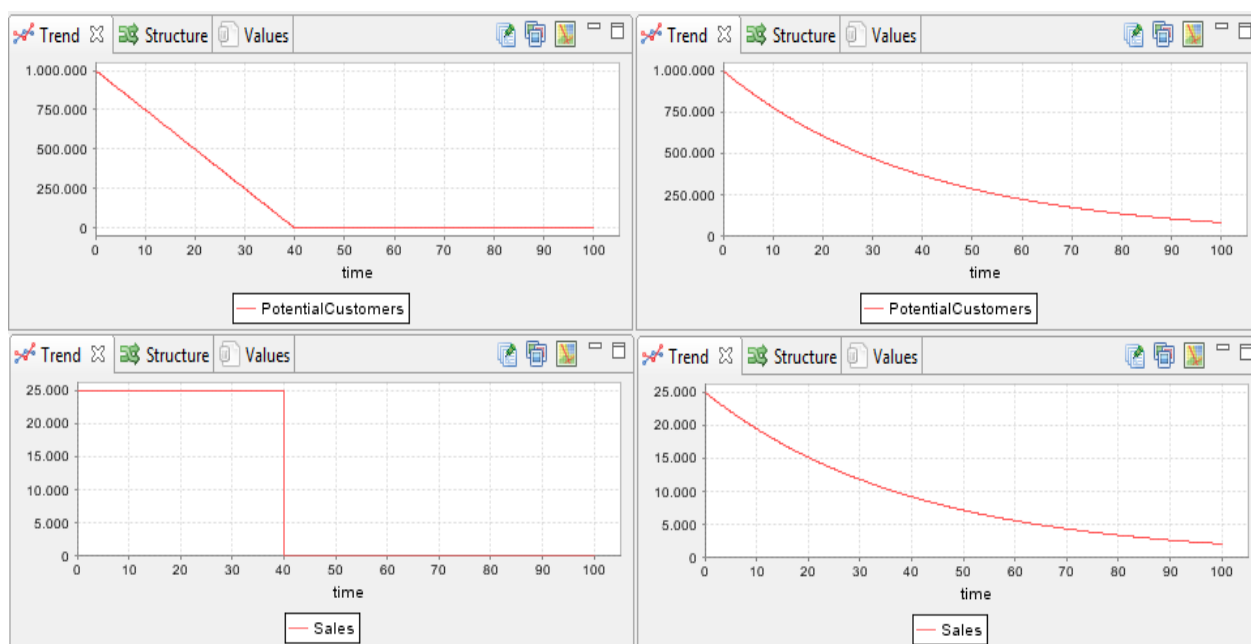 Trend Structure Values
1.000.000
750.000
500.000
250.000
0
0 10 20 30 40 50 60 70 80 90 100
time
PotentialCustomers
Trend Structure Values
1.000.000
750.000
500.000
250.000
0
0 10 20 30 40 50 60 70 80 90 100
time
PotentialCustomers
Trend Structure Values
25.000
20.000
15.000
10.000
5.000
0
0 10 20 30 40 50 60 70 80 90 100
time
Sales
Trend Structure Values
25.000
20.000
15.000
10.000
5.000
0
0 10 20 30 40 50 60 70 80 90 100
time
Sales